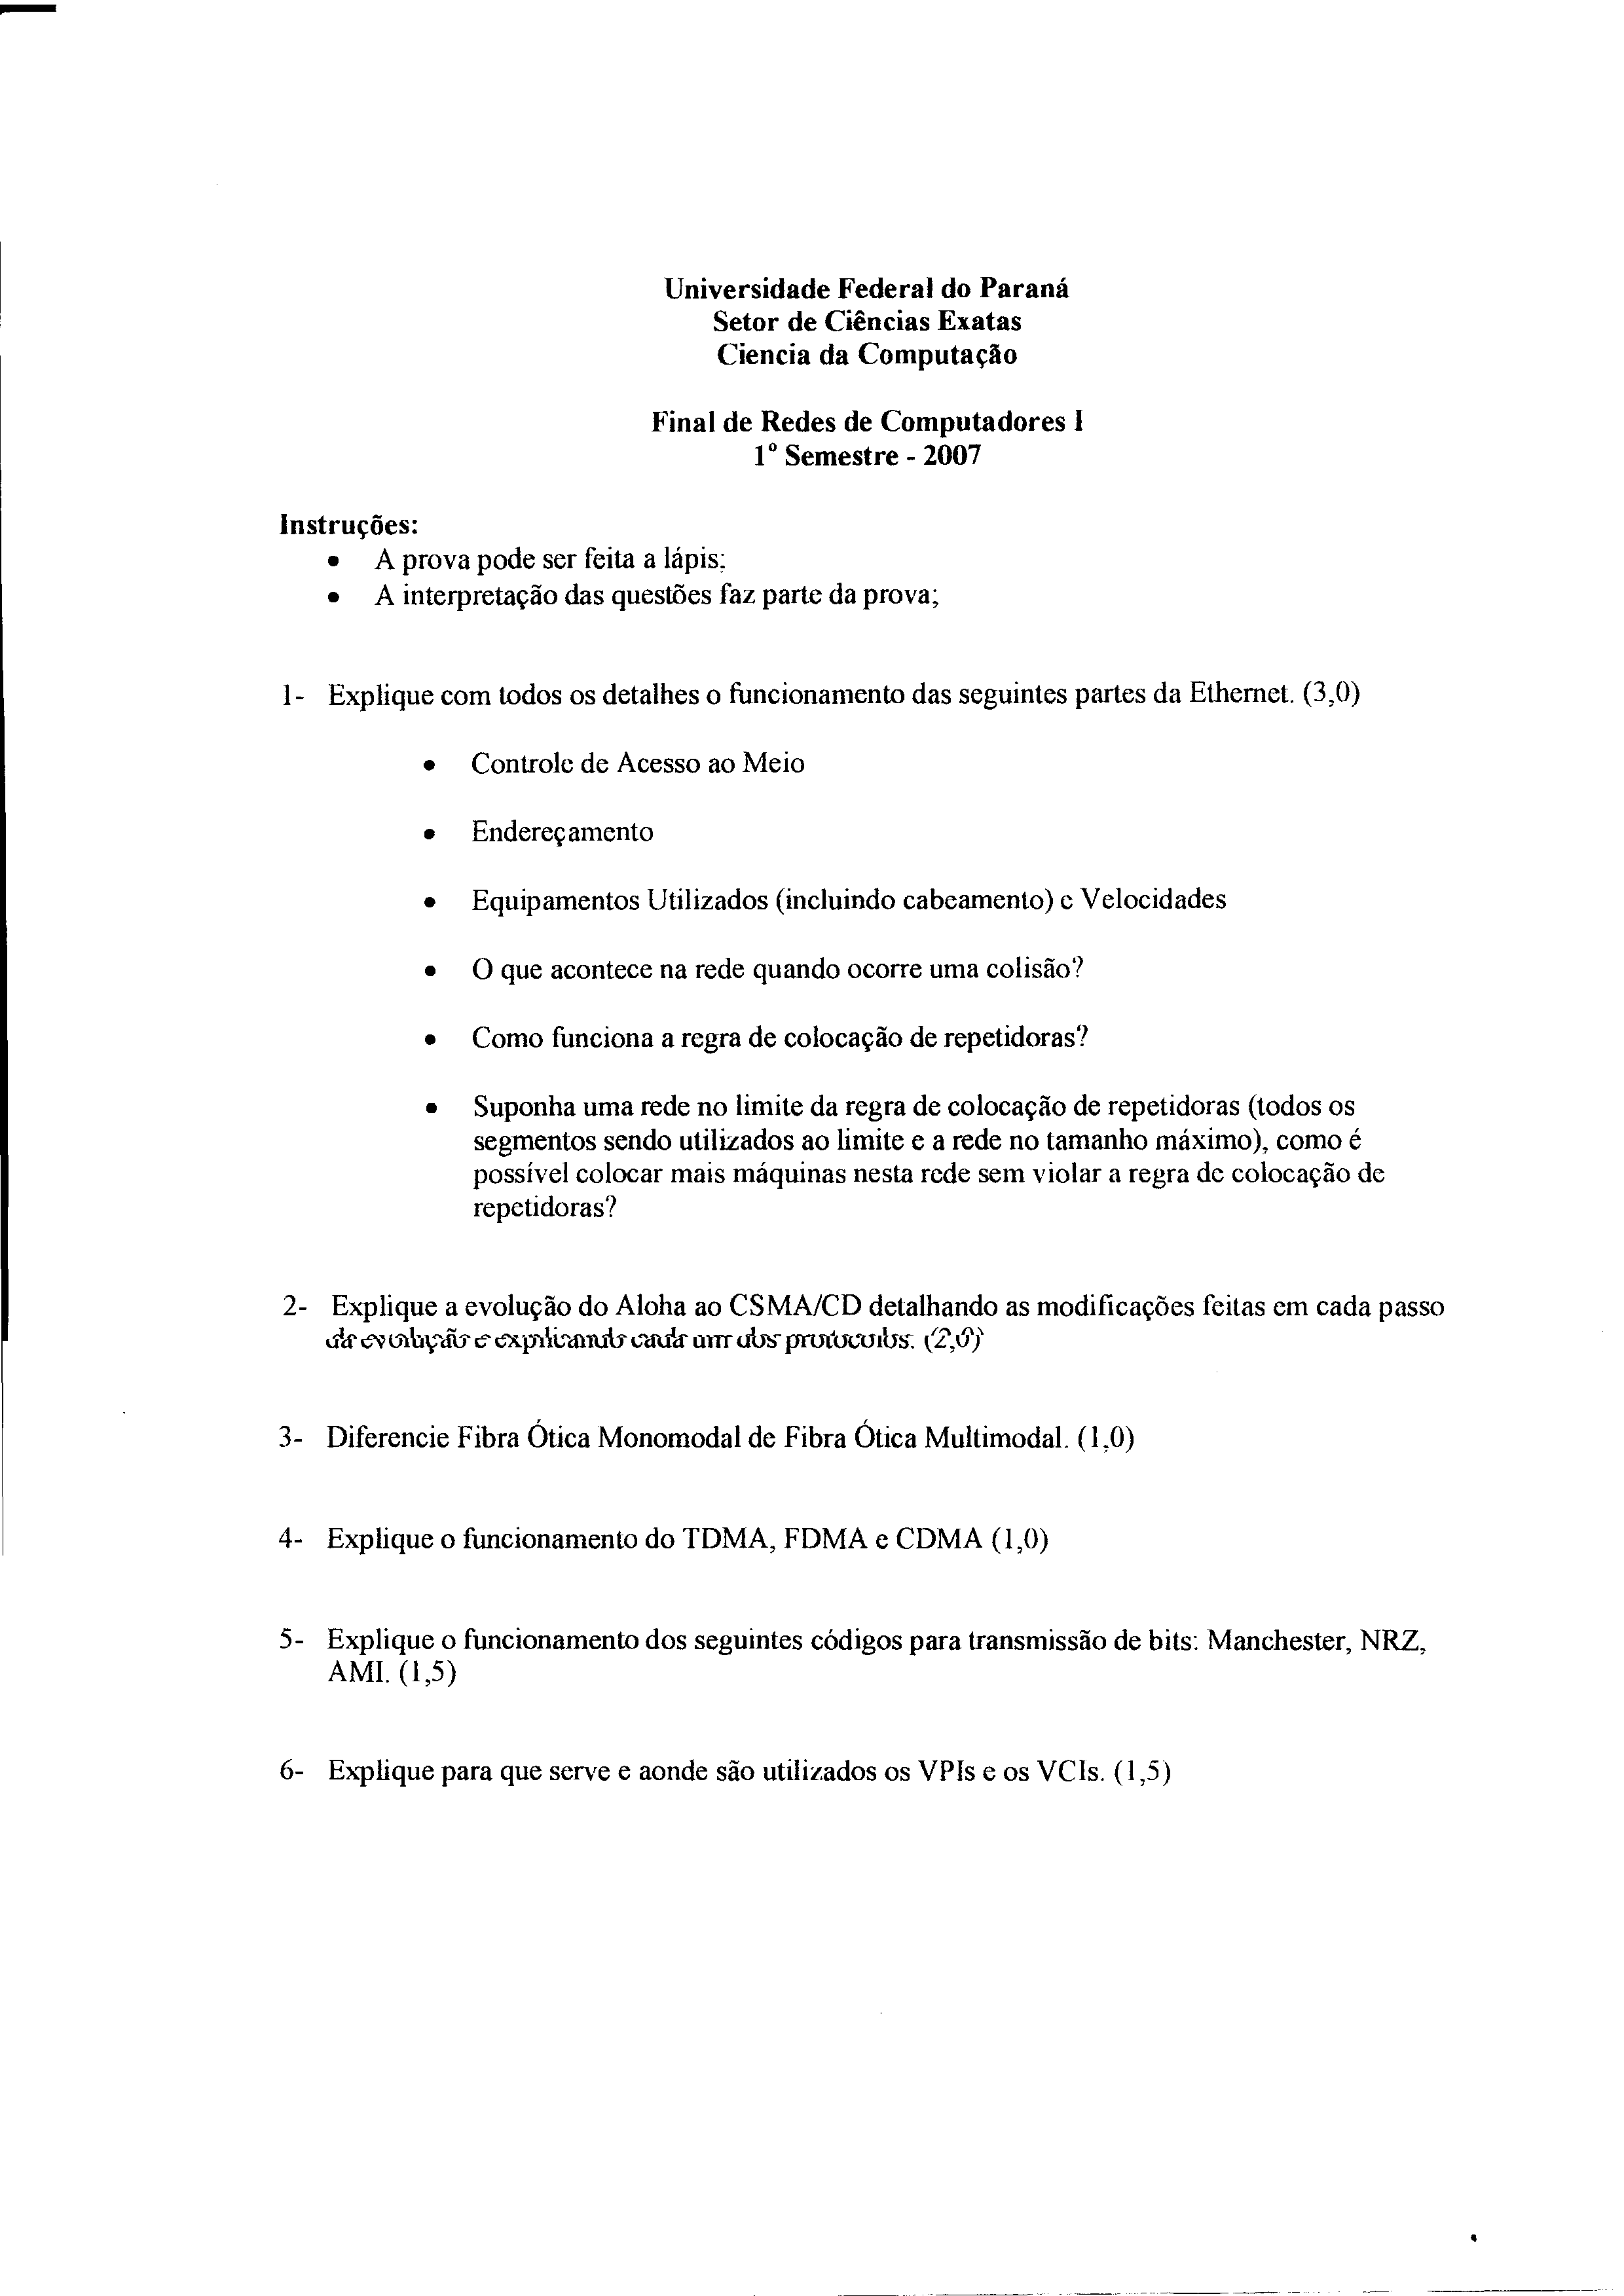 Universidade Federal do Paraná
Setor de Ciências Exatas
Ciencia da Computação
Final de Redes de Computadores I
1º Semestre - 2007
Instruções:
• A prova pode ser feita a lápis;
• A interpretação das questões faz parte da prova;
1- Explique com todos os detalhes o funcionamento das seguintes partes da Ethernet. (3,0)
• Controle de Acesso ao Meio
• Endereçamento
• Equipamentos Utilizados (incluindo cabeamento) e Velocidades
• O que acontece na rede quando ocorre uma colisão?
• Como funciona a regra de colocação de repetidoras?
• Suponha uma rede no limite da regra de colocação de repetidoras (todos os
segmentos sendo utilizados ao limite e a rede no tamanho máximo), como é
possível colocar mais máquinas nesta rede sem violar a regra de colocação de
repetidoras?
2- Explique a evolução do Aloha ao CSMA/CD detalhando as modificações feitas em cada passo
da evolução e explicando cada um dos protocolos. (2,0)
3- Diferencie Fibra Ótica Monomodal de Fibra Ótica Multimodal. (1,0)
4- Explique o funcionamento do TDMA, FDMA e CDMA (1,0)
5- Explique o funcionamento dos seguintes códigos para transmissão de bits: Manchester, NRZ,
AMI. (1,5)
6- Explique para que serve e aonde são utilizados os VPIs e os VCIs. (1,5)